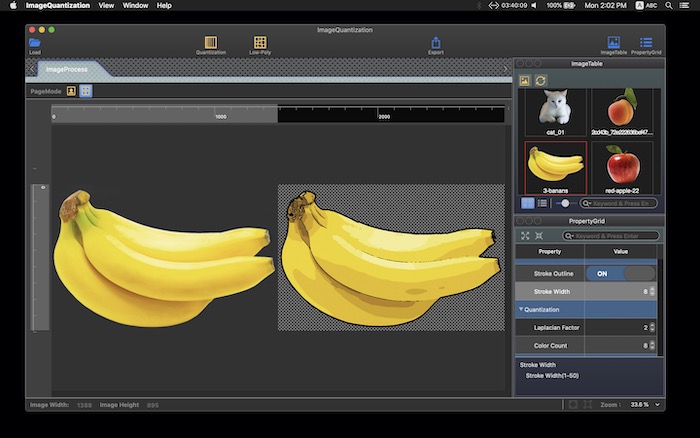 ImageQuantization View Window Help
03:40:09 100% Mon 2:02 PM A ABC
ImageQuantization
Load Quantization Low-Poly Export ImageTable PropertyGrid
ImageProcess
PageMode
0 1000 2000
0
ImageTable
cat_01
3-banans red-apple-22
Keyword & Press En
PropertyGrid
Keyword & Press Enter
Property Value
Stroke Outline ON
Stroke Width 8
Quantization
Laplacian Factor 2
Color Count 8
Stroke Width
Stroke Width(1-50)
Image Width: 1388 Image Height 895 Zoom : 33.6 %